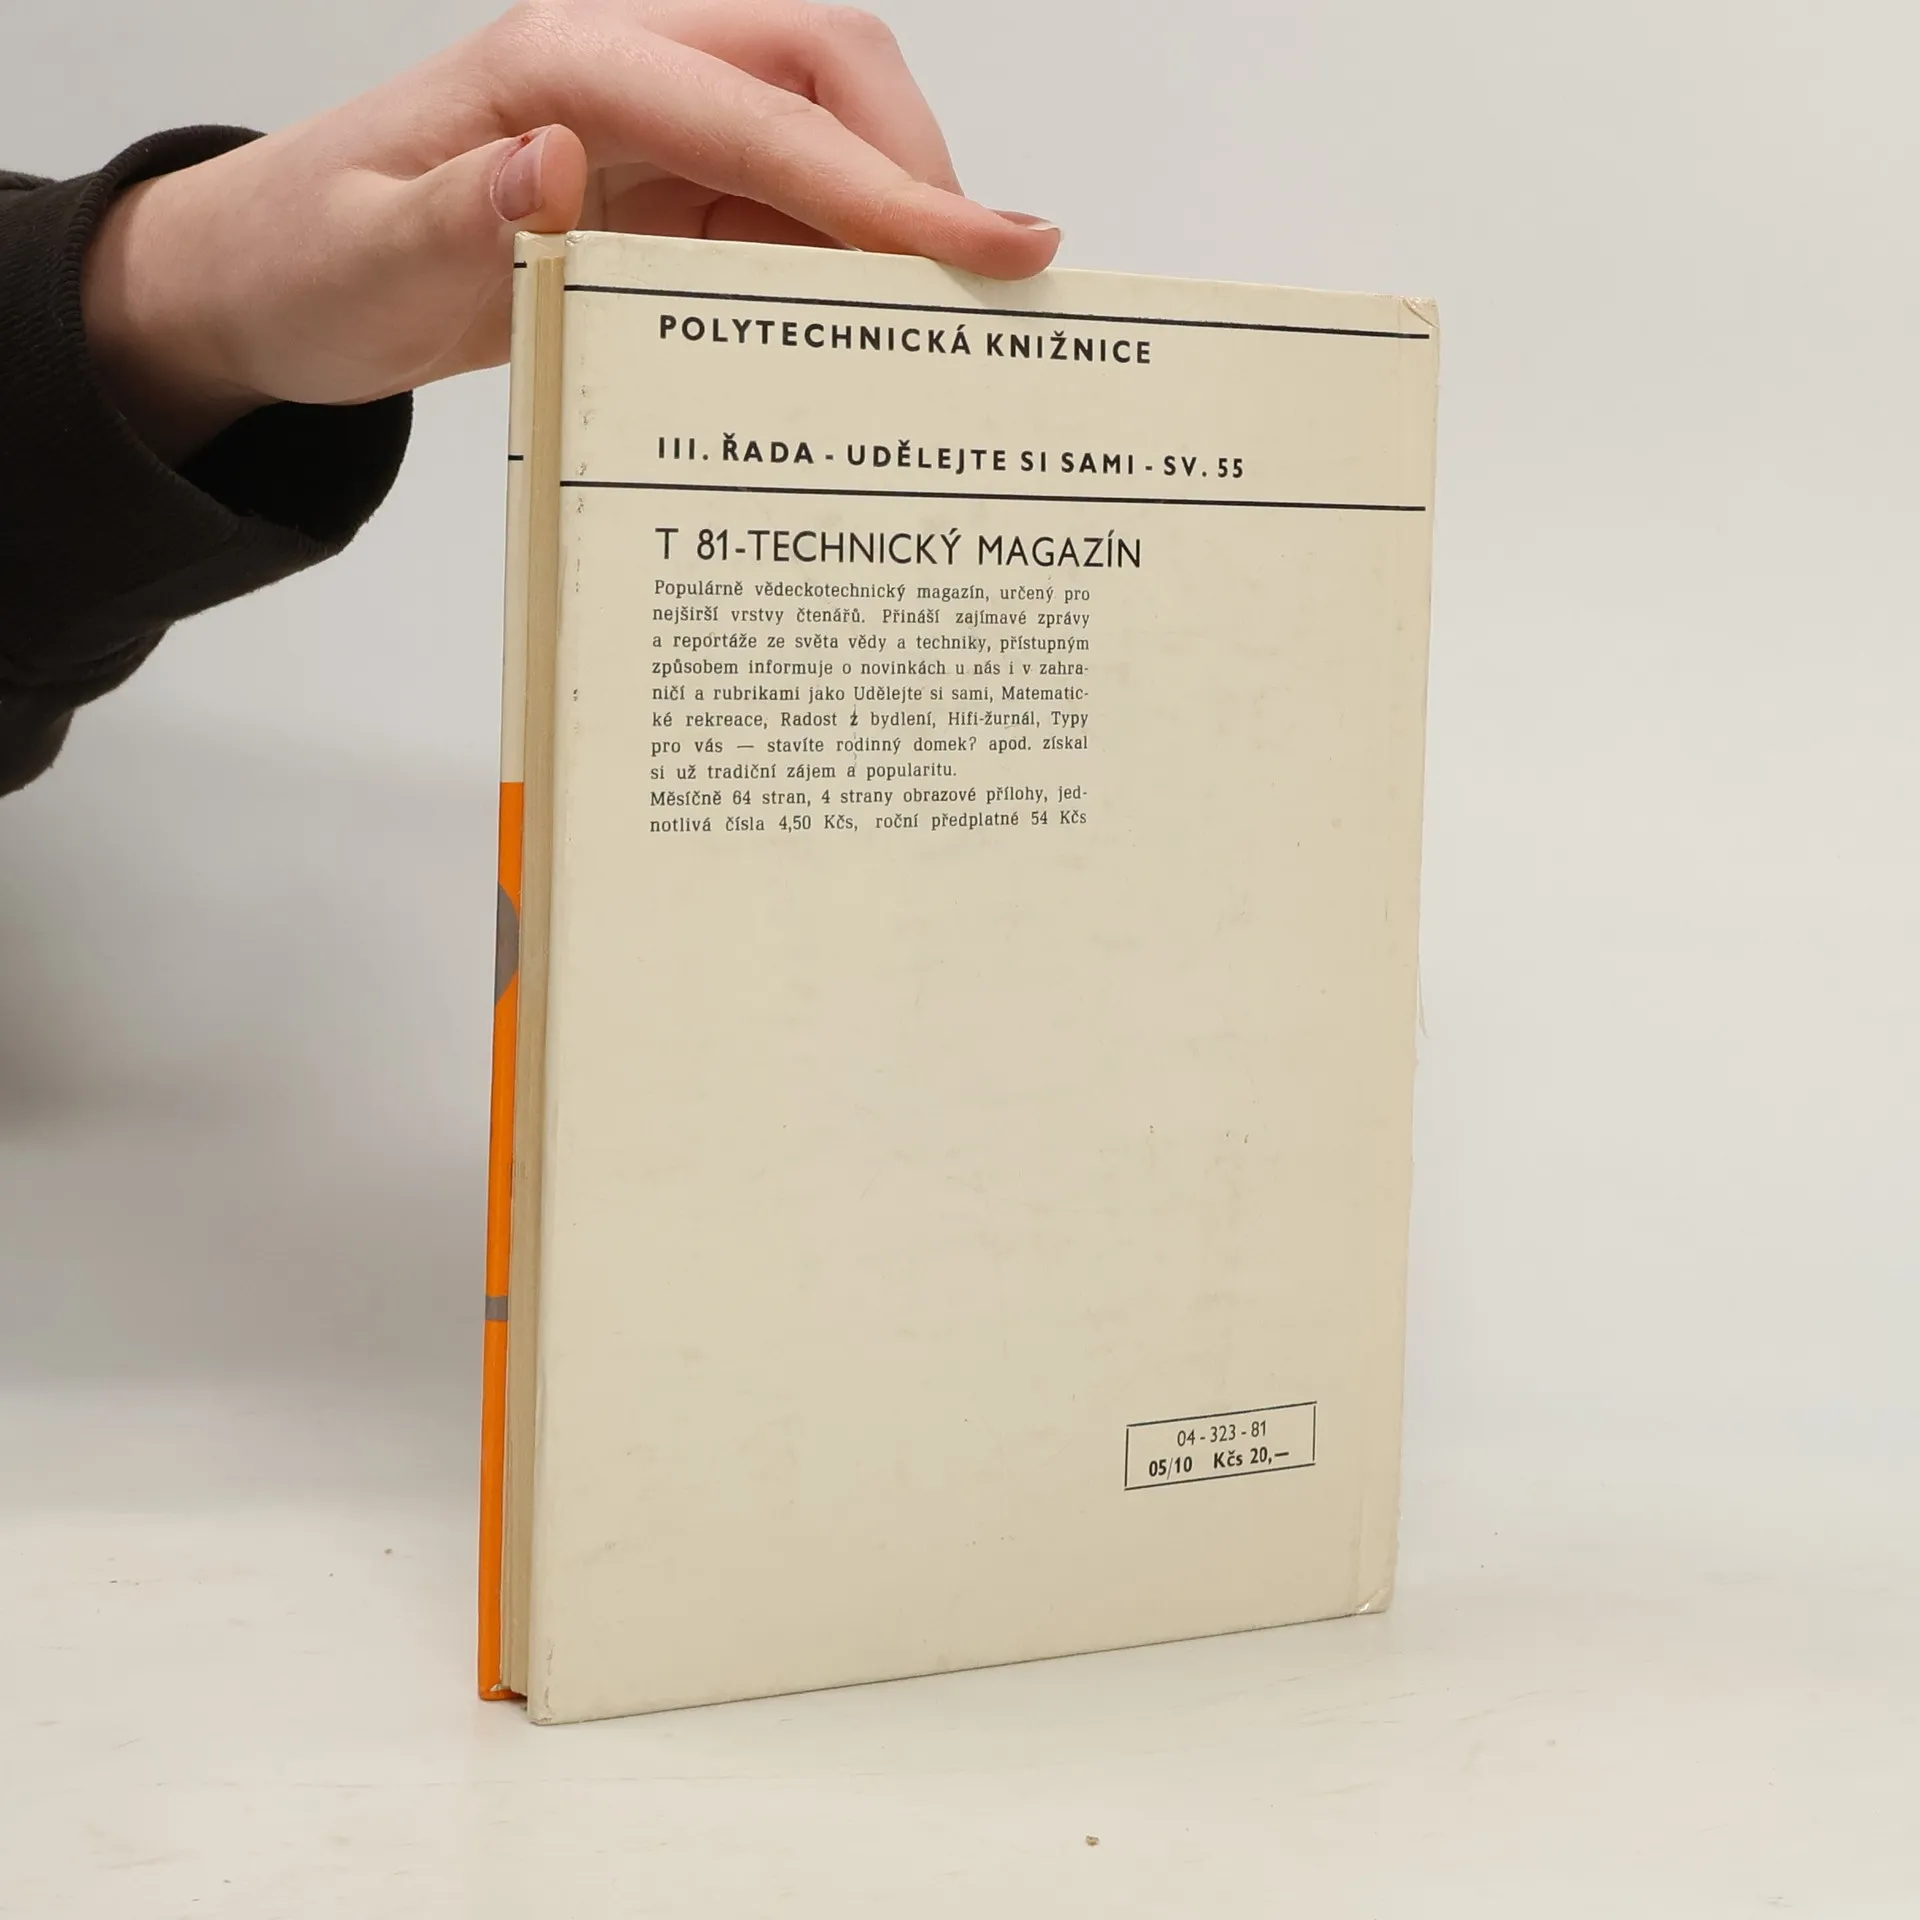 POLYTECHNICKÁ KNIŽNICE
III. ŘADA - UDĚLEJTE SI SAMI - SV. 55
T 81-TECHNICKÝ MAGAZÍN
Populárně vědeckotechnický magazín, určený pro
nejširší vrstvy čtenářů. Přináší zajímavé zprávy
a reportáže ze světa vědy a techniky, přístupným
způsobem informuje o novinkách u nás i v zahra-
ničí a rubrikami jako Udělejte si sami, Matematic-
ké rekreace, Radost z bydlení, Hifi-žurnál, Typy
pro vás — stavíte rodinný domek? apod. získal
si už tradiční zájem a popularitu.
Měsíčně 64 stran, 4 strany obrazové přílohy, jed-
notlivá čísla 4,50 Kčs, roční předplatné 54 Kčs
04 - 323 - 81
05/10 Kčs 20,—